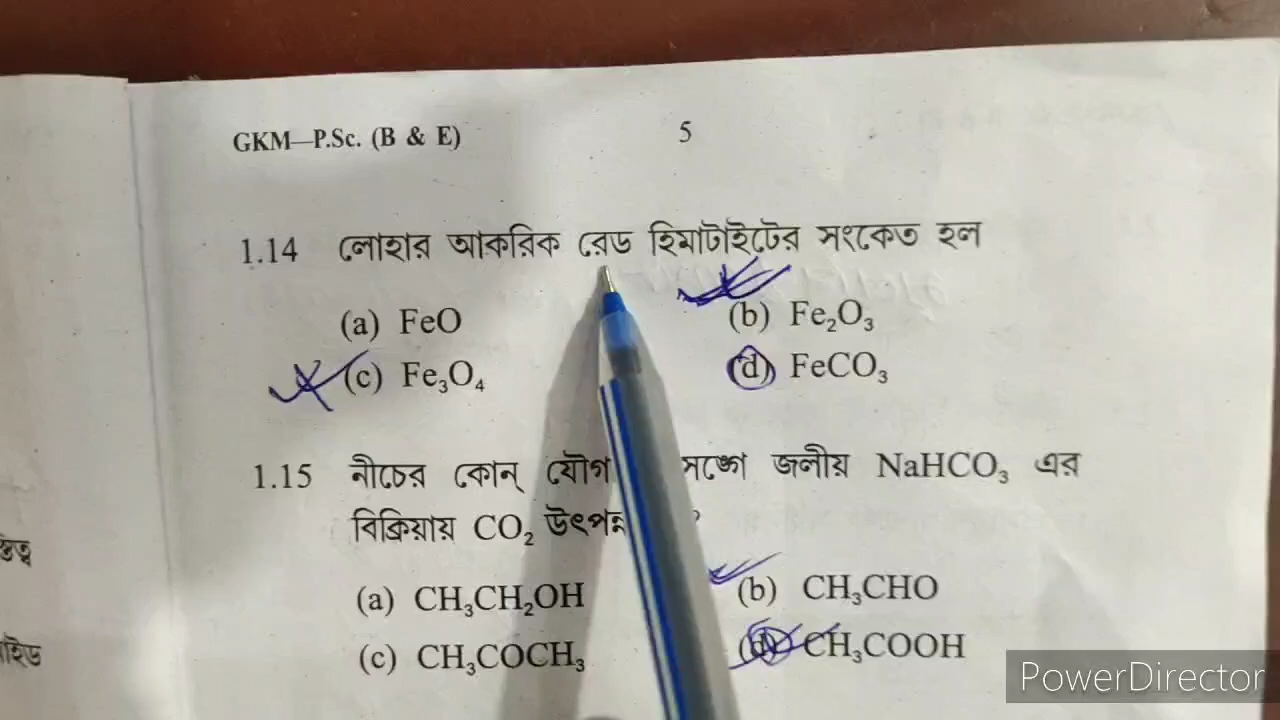 GKM—P.Sc. (B & E) 5
1.14 লোহার আকরিক রেড হিমাটাইটের সংকেত হল
(a) FeO (b) Fe₂O₃
(c) Fe₃O₄ (d) FeCO₃
1.15 নীচের কোন্ যৌগ সঙ্গে জলীয় NaHCO₃ এর
বিক্রিয়ায় CO₂ উৎপন্ন ?
(a) CH₃CH₂OH (b) CH₃CHO
(c) CH₃COCH₃ (d) CH₃COOH
PowerDirector